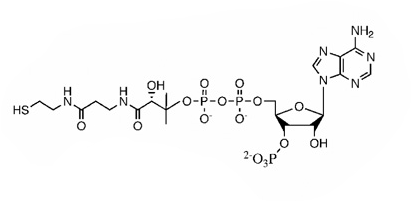 NH₂
N N
OH O O N N
H H
N N O P O P O
HS O
O⁻ O⁻
O O
O OH
²⁻O₃P